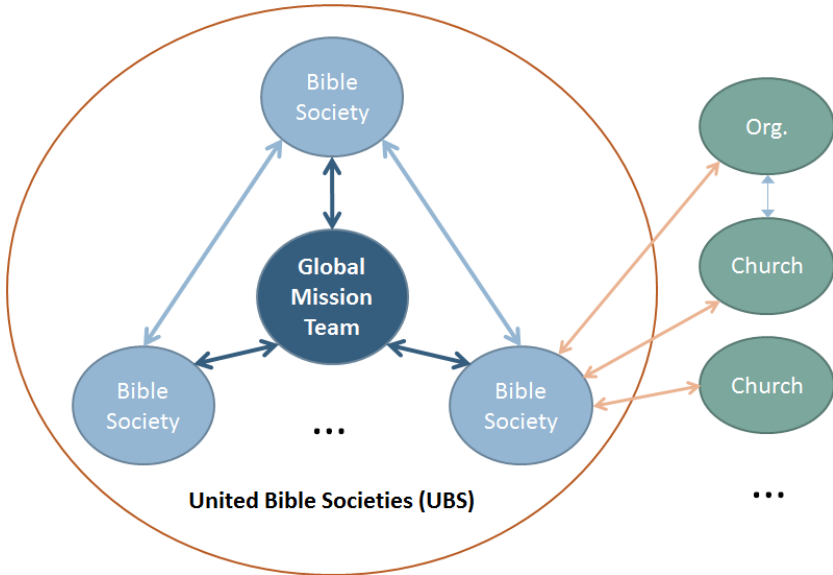 Bible
Society
Org.
Global
Mission
Team
Church
Bible
Society
...
Bible
Society
Church
United Bible Societies (UBS)
...